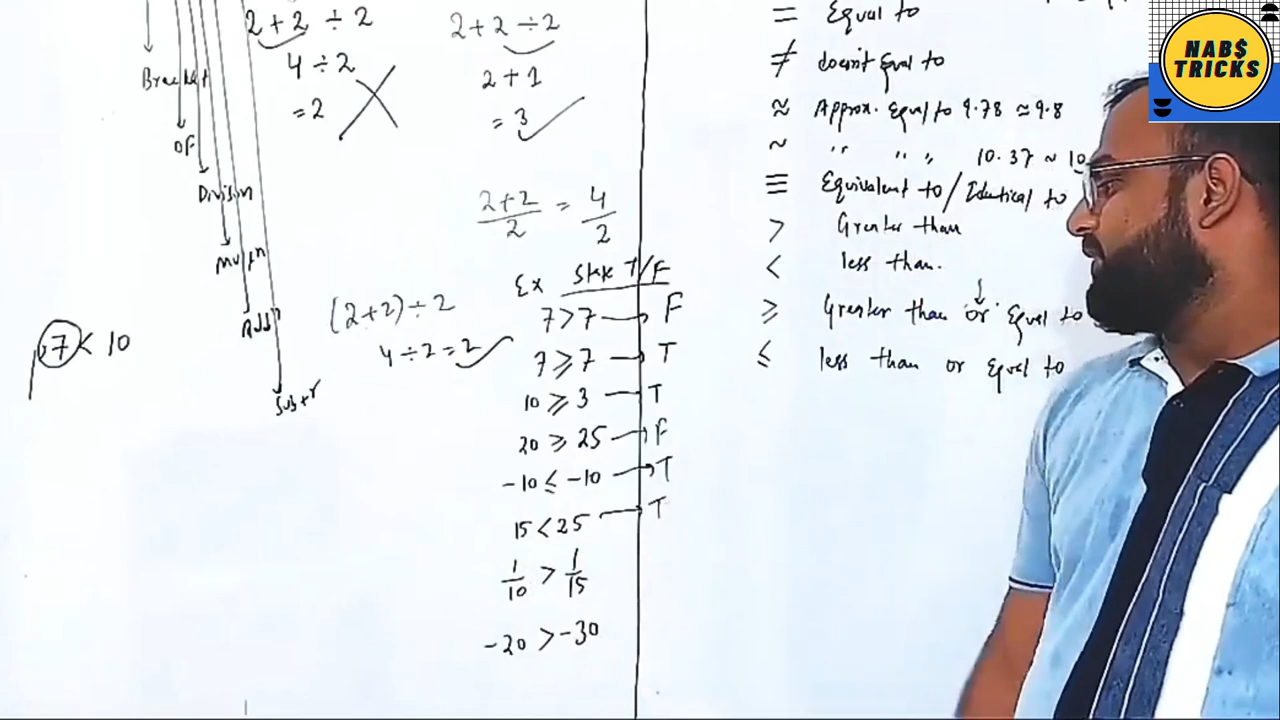 2 + 2 ÷ 2
4 ÷ 2
= 2
2 + 2 ÷ 2
2 + 1
= 3
Bracket
OF
Division
Addn
Subtr
2+2/2 = 4/2
(2+2) ÷ 2
4 ÷ 2 = 2
7 < 10
Ex T/F
7 > 7 → F
7 ⩾ 7 → T
10 ⩾ 3 → T
20 ⩾ 25 → F
-10 ⩽ -10 → T
15 < 25 → T
1/10 > 1/15
-20 > -30
= Equal to
≠ doesn't Equal to
≈ Approx. Equal to 9.78 ≈ 9.8
~ " " " 10.37 ~ 10
≡ Equivalent to / Identical to
> Greater than
< less than.
⩾ Greater than 'or' Equal to
⩽ less than or Equal to
NAB$
TRICKS